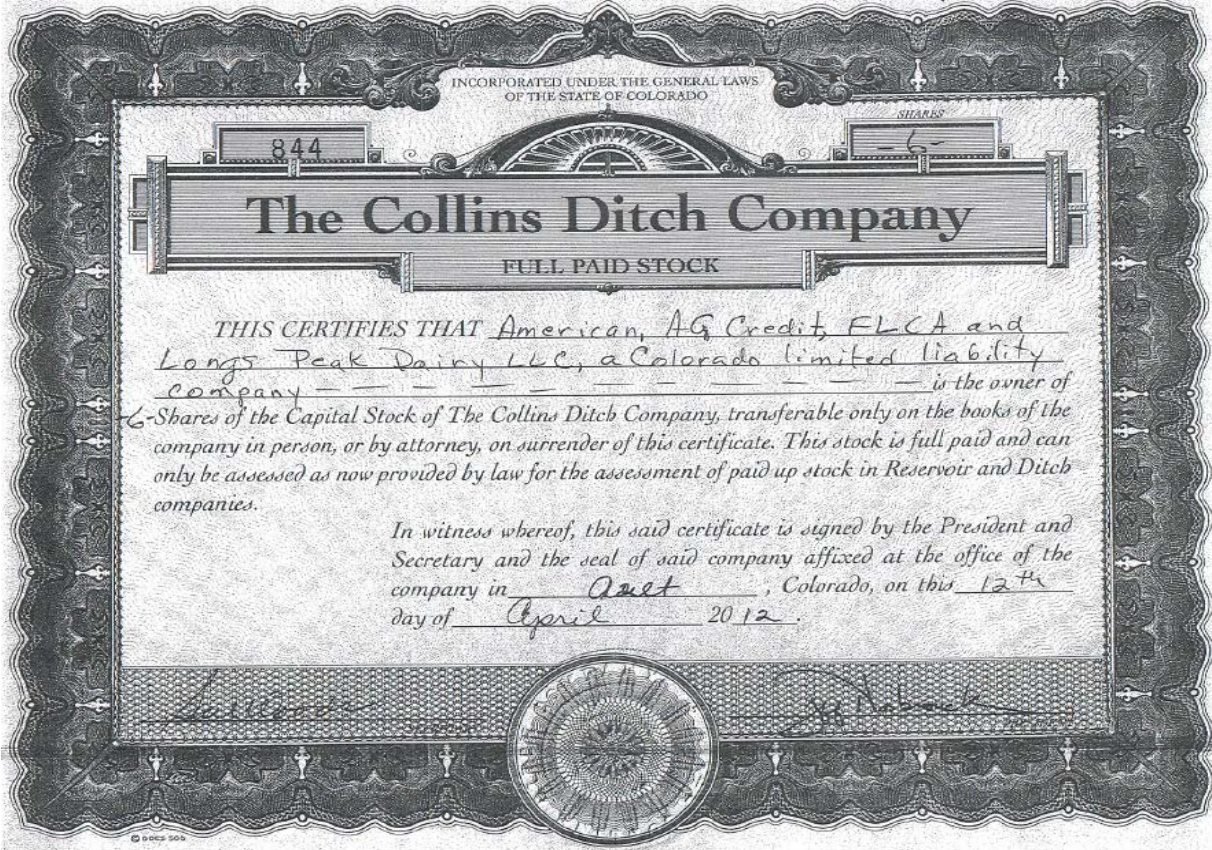 INCORPORATED UNDER THE GENERAL LAWS
OF THE STATE OF COLORADO
SHARES
844
-6-
The Collins Ditch Company
FULL PAID STOCK
THIS CERTIFIES THAT American, AG Credit, FLCA and
Longs Peak Dairy LLC, a Colorado limited liability
company — — — — — — — — — — — is the owner of
-6- Shares of the Capital Stock of The Collins Ditch Company, transferable only on the books of the
company in person, or by attorney, on surrender of this certificate. This stock is full paid and can
only be assessed as now provided by law for the assessment of paid up stock in Reservoir and Ditch
companies.
In witness whereof, this said certificate is signed by the President and
Secretary and the seal of said company affixed at the office of the
company in , Colorado, on this 12th
day of April 2012.